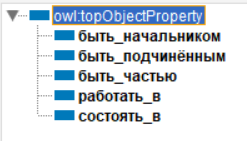 owl:topObjectProperty
быть_начальником
быть_подчинённым
быть_частью
работать_в
состоять_в